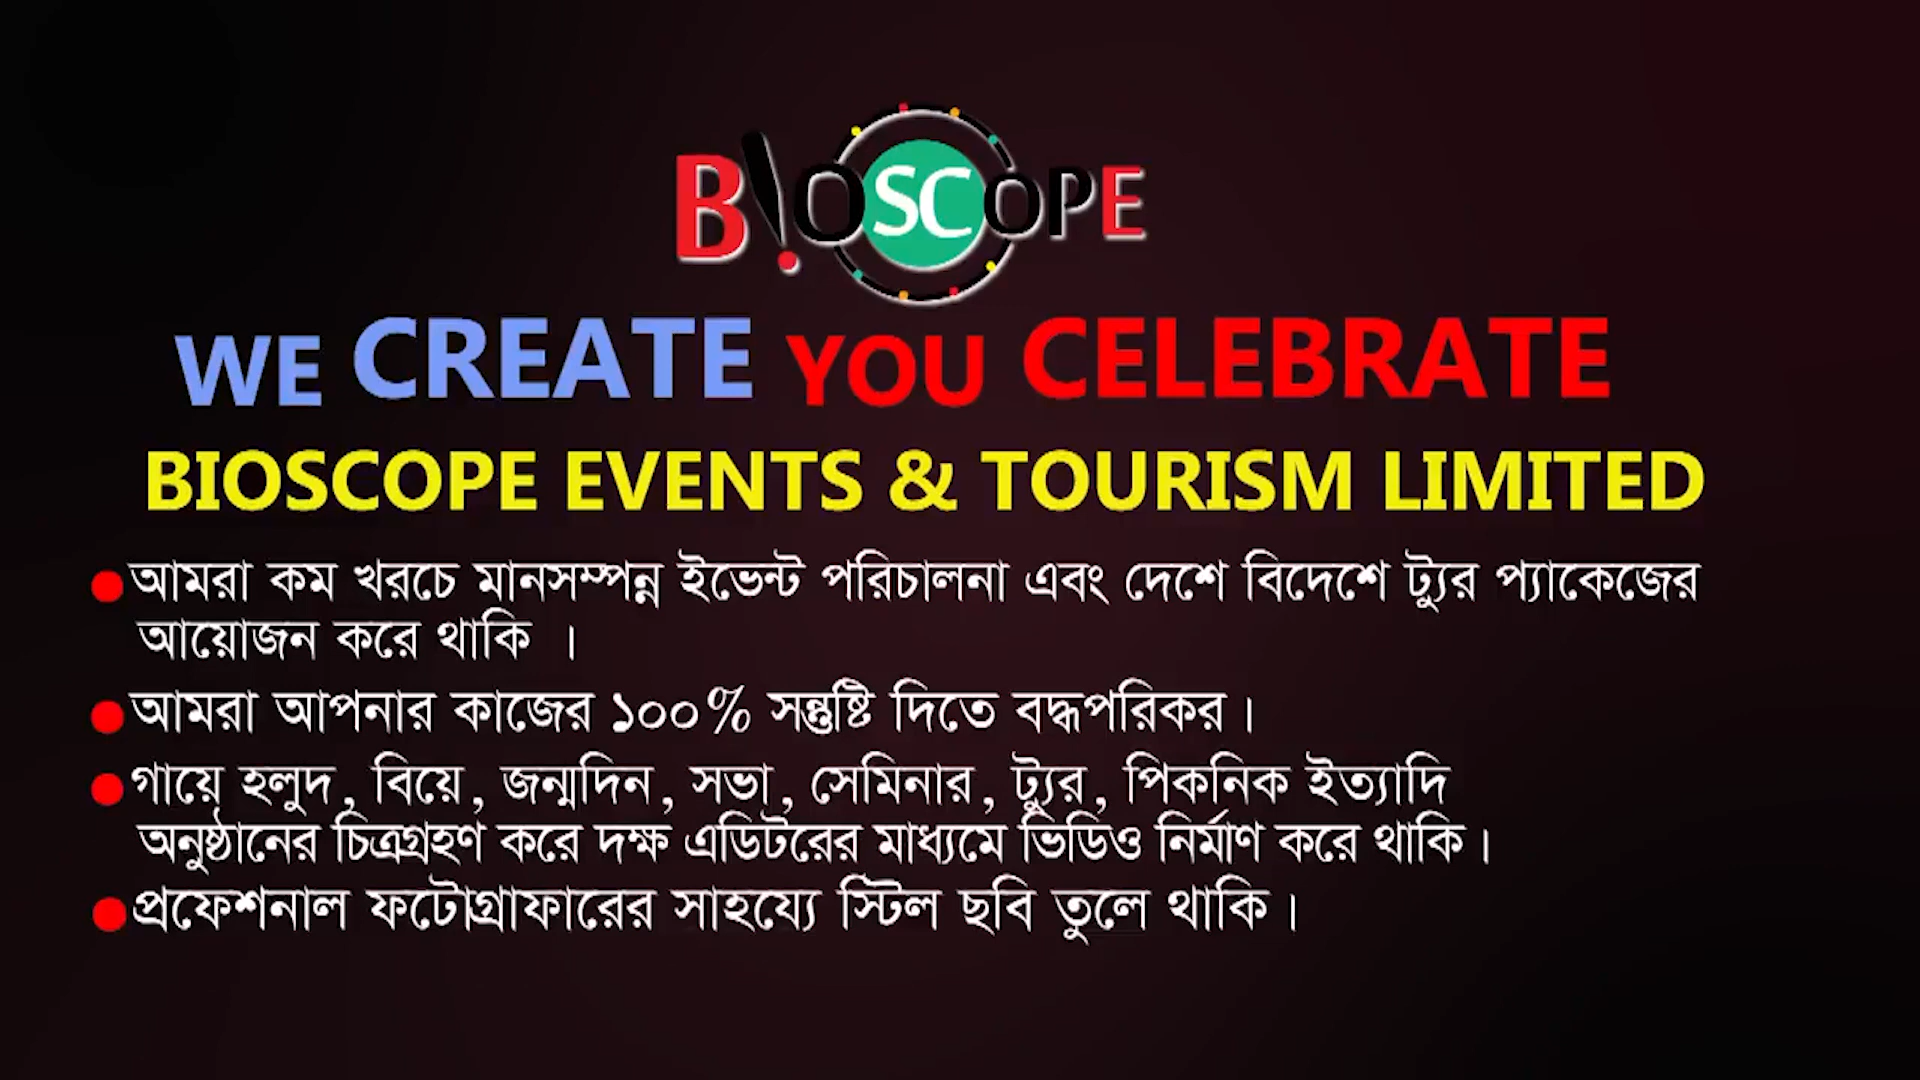 BIOSCOPE
WE CREATE YOU CELEBRATE
BIOSCOPE EVENTS & TOURISM LIMITED
আমরা কম খরচে মানসম্পন্ন ইভেন্ট পরিচালনা এবং দেশে বিদেশে ট্যুর প্যাকেজের
আয়োজন করে থাকি ।
আমরা আপনার কাজের ১০০% সন্তুষ্টি দিতে বদ্ধপরিকর।
গায়ে হলুদ, বিয়ে, জন্মদিন, সভা, সেমিনার, ট্যুর, পিকনিক ইত্যাদি
অনুষ্ঠানের চিত্রগ্রহণ করে দক্ষ এডিটরের মাধ্যমে ভিডিও নির্মাণ করে থাকি।
প্রফেশনাল ফটোগ্রাফারের সাহয্যে স্টিল ছবি তুলে থাকি।